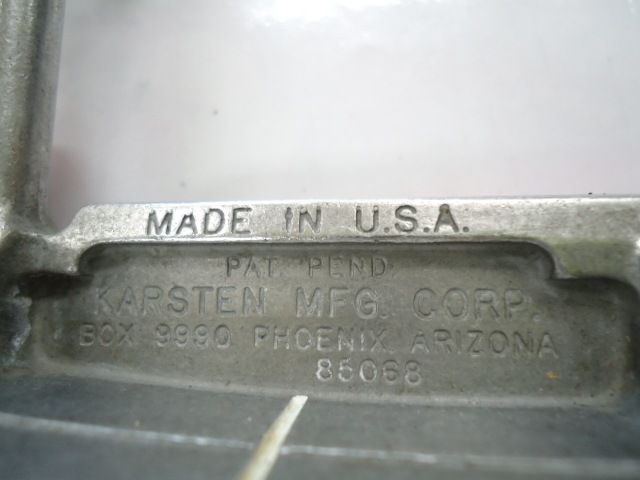 MADE IN U.S.A.
PAT. PEND.
KARSTEN MFG. CORP.
BOX 9990 PHOENIX, ARIZONA
85068